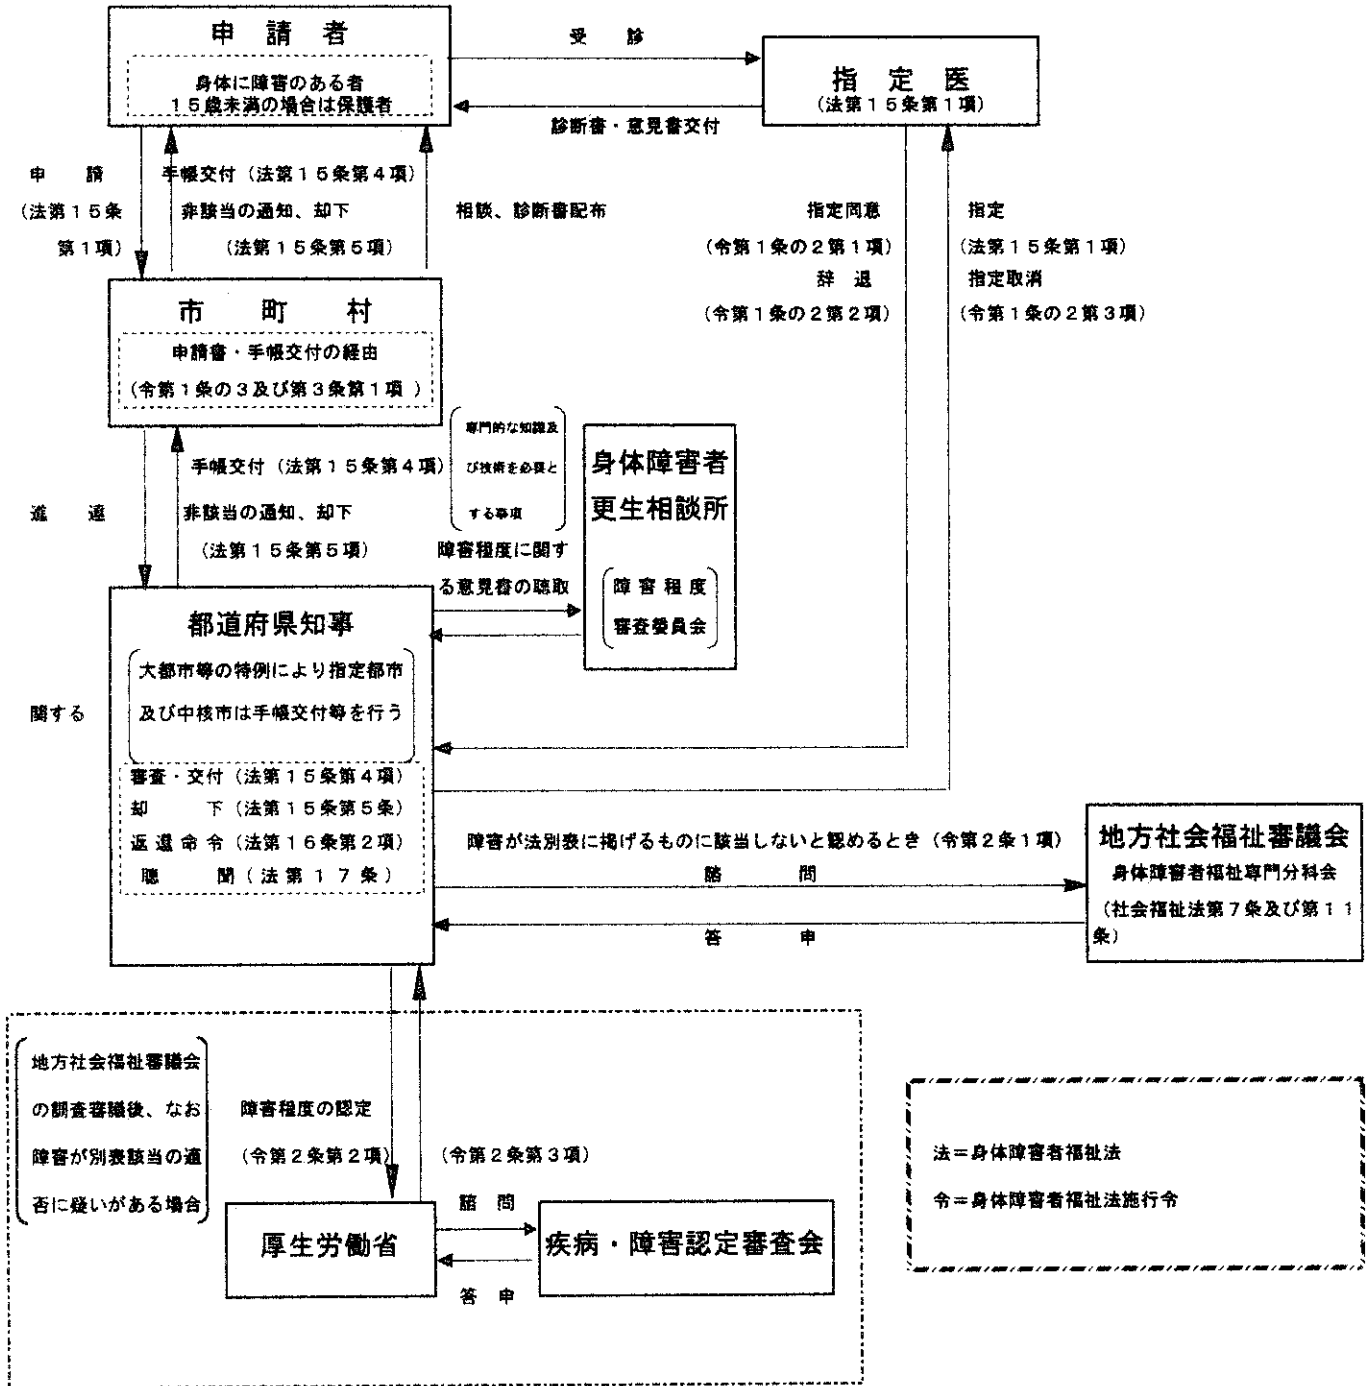 申請者
身体に障害のある者
15歳未満の場合は保護者
受診
診断書・意見書交付
指定医
(法第15条第1項)
申請
(法第15条
第1項)
手帳交付(法第15条第4項)
非該当の通知、却下
(法第15条第5項)
相談、診断書配布
指定同意
(令第1条の2第1項)
辞退
(令第1条の2第2項)
指定
(法第15条第1項)
指定取消
(令第1条の2第3項)
市町村
申請書・手帳交付の経由
(令第1条の3及び第3条第1項)
進達
手帳交付(法第15条第4項)
非該当の通知、却下
(法第15条第5項)
専門的な知識及
び技術を必要と
する事項
障害程度に関す
る意見書の聴取
身体障害者
更生相談所
障害程度
審査委員会
都道府県知事
大都市等の特例により指定都市
及び中核市は手帳交付等を行う
関する
審査・交付(法第15条第4項)
却下(法第15条第5条)
返還命令(法第16条第2項)
聴聞(法第17条)
障害が法別表に掲げるものに該当しないと認めるとき(令第2条1項)
諮問
答申
地方社会福祉審議会
身体障害者福祉専門分科会
(社会福祉法第7条及び第11
条)
地方社会福祉審議会
の調査審議後、なお
障害が別表該当の適
否に疑いがある場合
障害程度の認定
(令第2条第2項)
(令第2条第3項)
厚生労働省
諮問
答申
疾病・障害認定審査会
法=身体障害者福祉法
令=身体障害者福祉法施行令